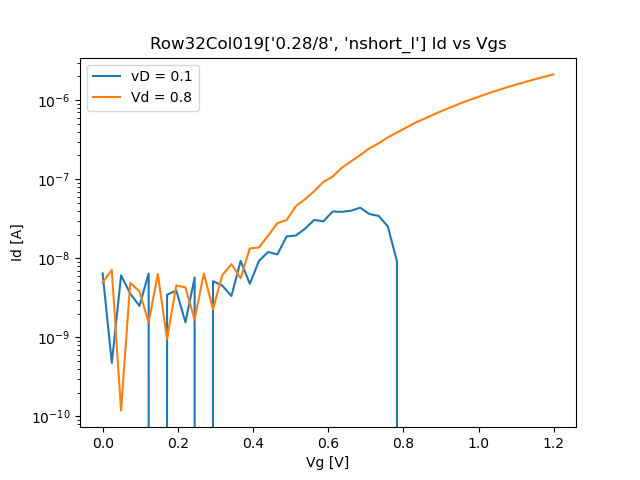 Row32Col019['0.28/8', 'nshort_l'] Id vs Vgs
vD = 0.1
Vd = 0.8
Id [A]
10^-6
10^-7
10^-8
10^-9
10^-10
0.0 0.2 0.4 0.6 0.8 1.0 1.2
Vg [V]